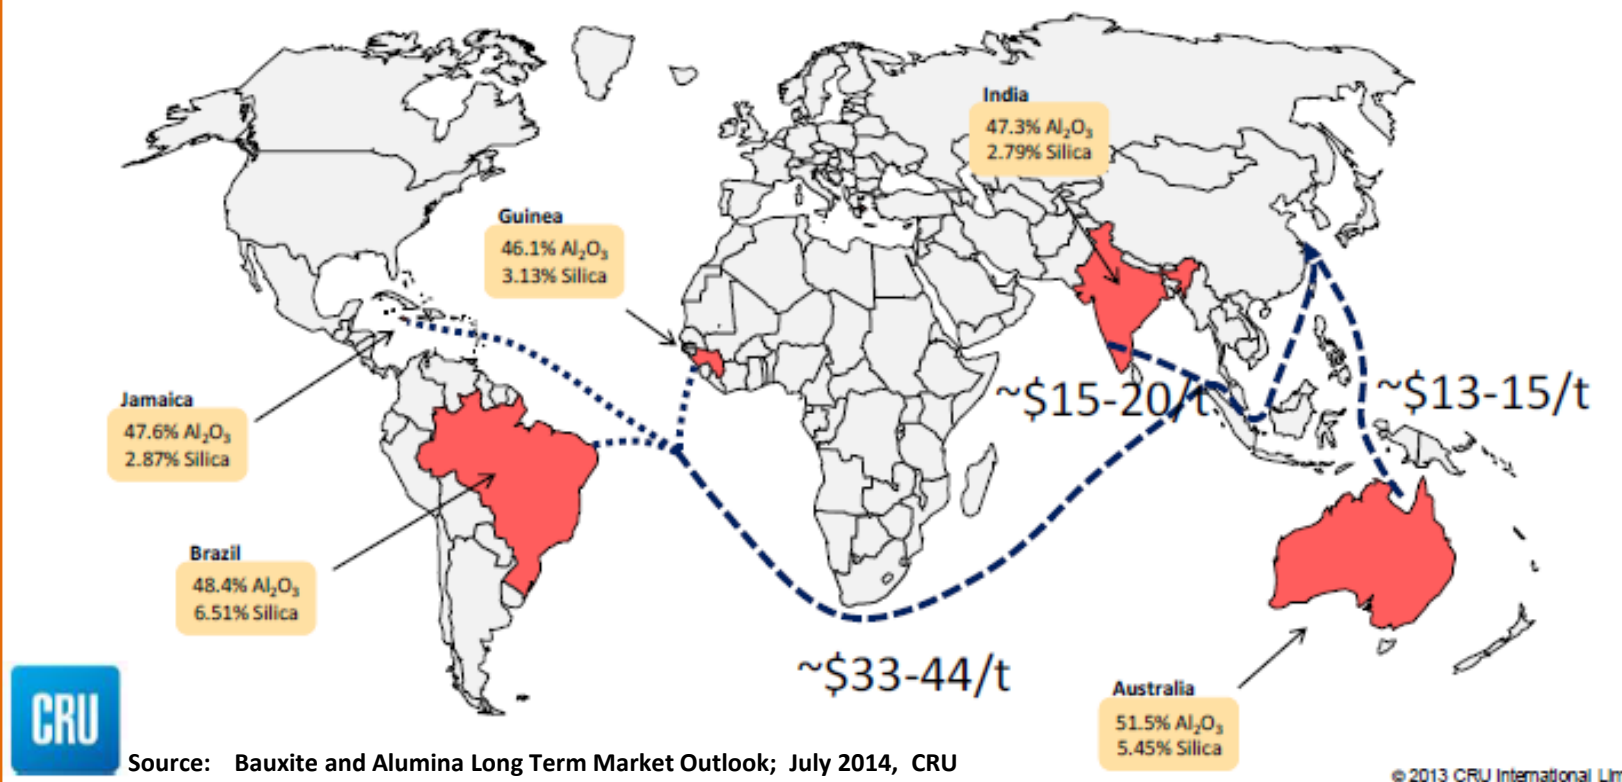 India
47.3% Al₂O₃
2.79% Silica
Guinea
46.1% Al₂O₃
3.13% Silica
~$15-20/t
~$13-15/t
Jamaica
47.6% Al₂O₃
2.87% Silica
Brazil
48.4% Al₂O₃
6.51% Silica
~$33-44/t
Australia
51.5% Al₂O₃
5.45% Silica
CRU
Source: Bauxite and Alumina Long Term Market Outlook; July 2014, CRU
© 2013 CRU International Lim